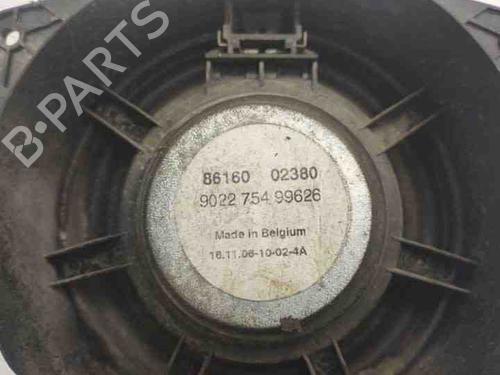 B-PARTS
86160 02380
9022 754 99626
Made in Belgium
16.11.06-10-02-4A